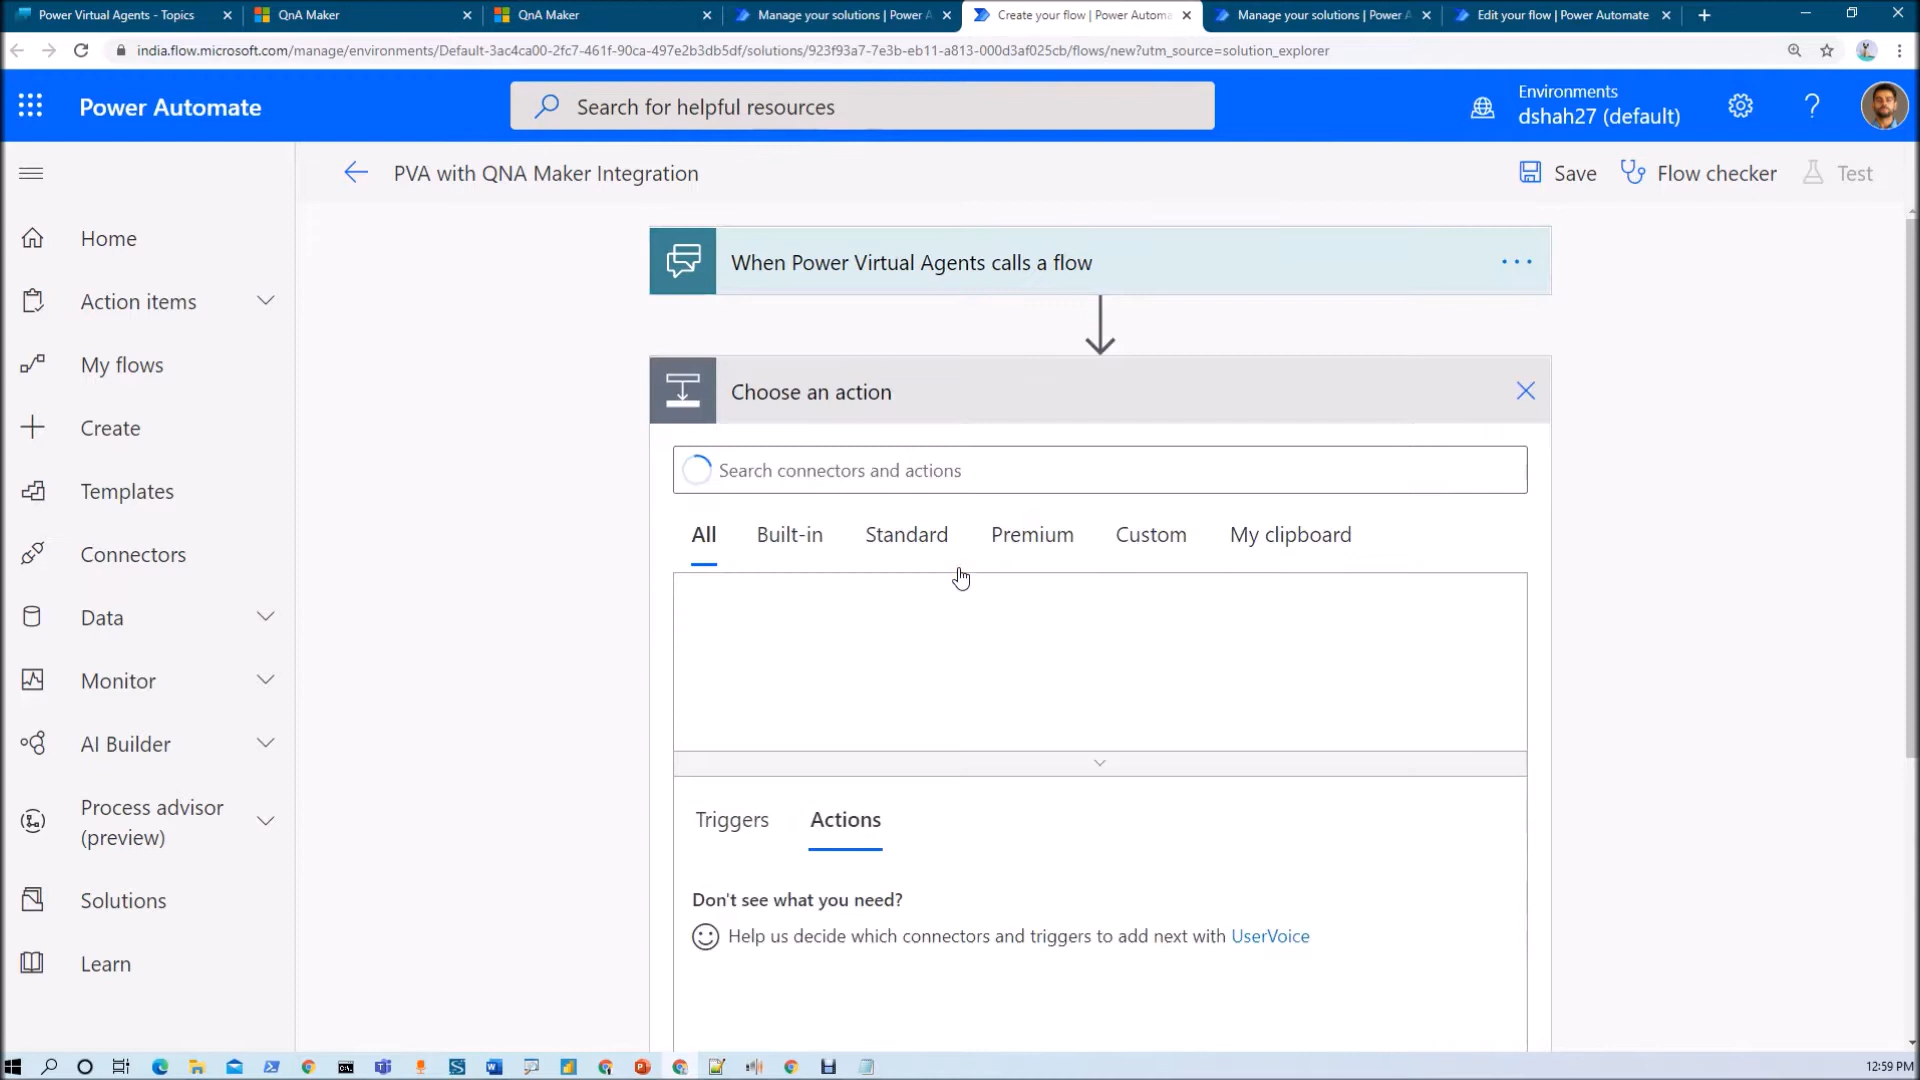 Power Virtual Agents - Topics
QnA Maker
QnA Maker
Manage your solutions | Power A
Create your flow | Power Automa
Manage your solutions | Power A
Edit your flow | Power Automate
india.flow.microsoft.com/manage/environments/Default-3ac4ca00-2fc7-461f-90ca-497e2b3db5df/solutions/923f93a7-7e3b-eb11-a813-000d3af025cb/flows/new?utm_source=solution_explorer
Power Automate
Search for helpful resources
Environments
dshah27 (default)
PVA with QNA Maker Integration
Save
Flow checker
Test
Home
Action items
My flows
Create
Templates
Connectors
Data
Monitor
AI Builder
Process advisor
(preview)
Solutions
Learn
When Power Virtual Agents calls a flow
Choose an action
Search connectors and actions
All Built-in Standard Premium Custom My clipboard
Triggers Actions
Don't see what you need?
Help us decide which connectors and triggers to add next with UserVoice
12:59 PM